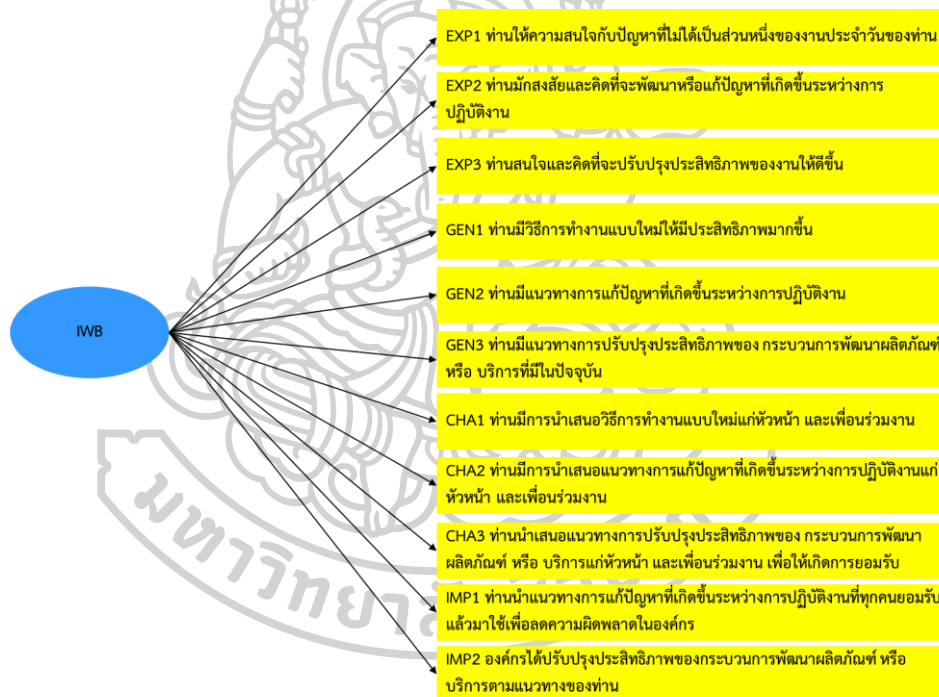 EXP1 ท่านให้ความสนใจกับปัญหาที่ไม่ได้เป็นส่วนหนึ่งของงานประจำวันของท่าน
EXP2 ท่านมักสงสัยและคิดที่จะพัฒนาหรือแก้ปัญหาที่เกิดขึ้นระหว่างการ
ปฏิบัติงาน
EXP3 ท่านสนใจและคิดที่จะปรับปรุงประสิทธิภาพของงานให้ดีขึ้น
GEN1 ท่านมีวิธีการทำงานแบบใหม่ให้มีประสิทธิภาพมากขึ้น
GEN2 ท่านมีแนวทางการแก้ปัญหาที่เกิดขึ้นระหว่างการปฏิบัติงาน
IWB
GEN3 ท่านมีแนวทางการปรับปรุงประสิทธิภาพของ กระบวนการพัฒนาผลิตภัณฑ์
หรือ บริการที่มีในปัจจุบัน
CHA1 ท่านมีการนำเสนอวิธีการทำงานแบบใหม่แก่หัวหน้า และเพื่อนร่วมงาน
CHA2 ท่านมีการนำเสนอแนวทางการแก้ปัญหาที่เกิดขึ้นระหว่างการปฏิบัติงานแก่
หัวหน้า และเพื่อนร่วมงาน
CHA3 ท่านนำเสนอแนวทางการปรับปรุงประสิทธิภาพของ กระบวนการพัฒนา
ผลิตภัณฑ์ หรือ บริการแก่หัวหน้า และเพื่อนร่วมงาน เพื่อให้เกิดการยอมรับ
IMP1 ท่านนำแนวทางการแก้ปัญหาที่เกิดขึ้นระหว่างการปฏิบัติงานที่ทุกคนยอมรับ
แล้วมาใช้เพื่อลดความผิดพลาดในองค์กร
IMP2 องค์กรได้ปรับปรุงประสิทธิภาพของกระบวนการพัฒนาผลิตภัณฑ์ หรือ
บริการตามแนวทางของท่าน